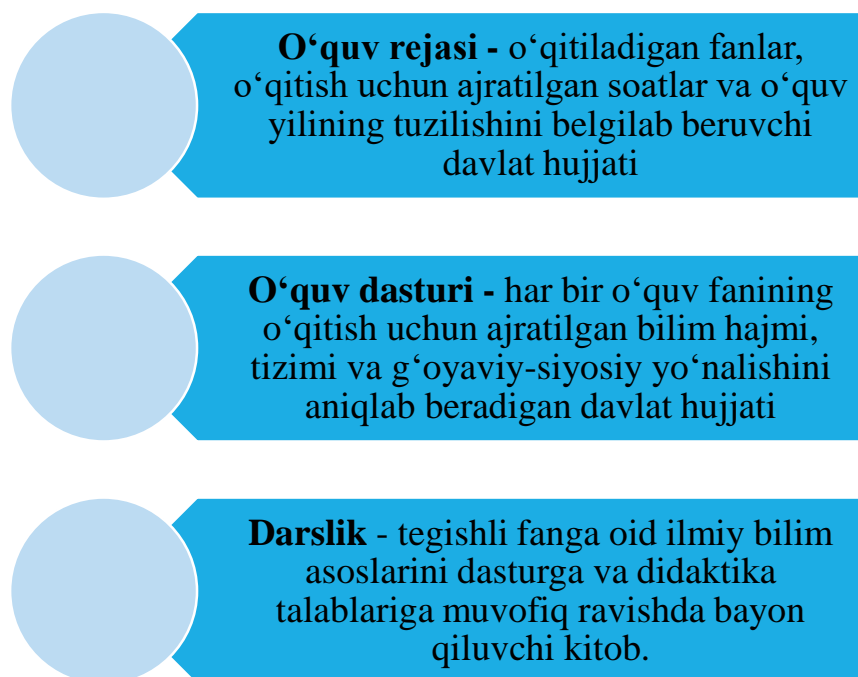 O‘quv rejasi - o‘qitiladigan fanlar,
o‘qitish uchun ajratilgan soatlar va o‘quv
yilining tuzilishini belgilab beruvchi
davlat hujjati
O‘quv dasturi - har bir o‘quv fanining
o‘qitish uchun ajratilgan bilim hajmi,
tizimi va g‘oyaviy-siyosiy yo‘nalishini
aniqlab beradigan davlat hujjati
Darslik - tegishli fanga oid ilmiy bilim
asoslarini dasturga va didaktika
talablariga muvofiq ravishda bayon
qiluvchi kitob.